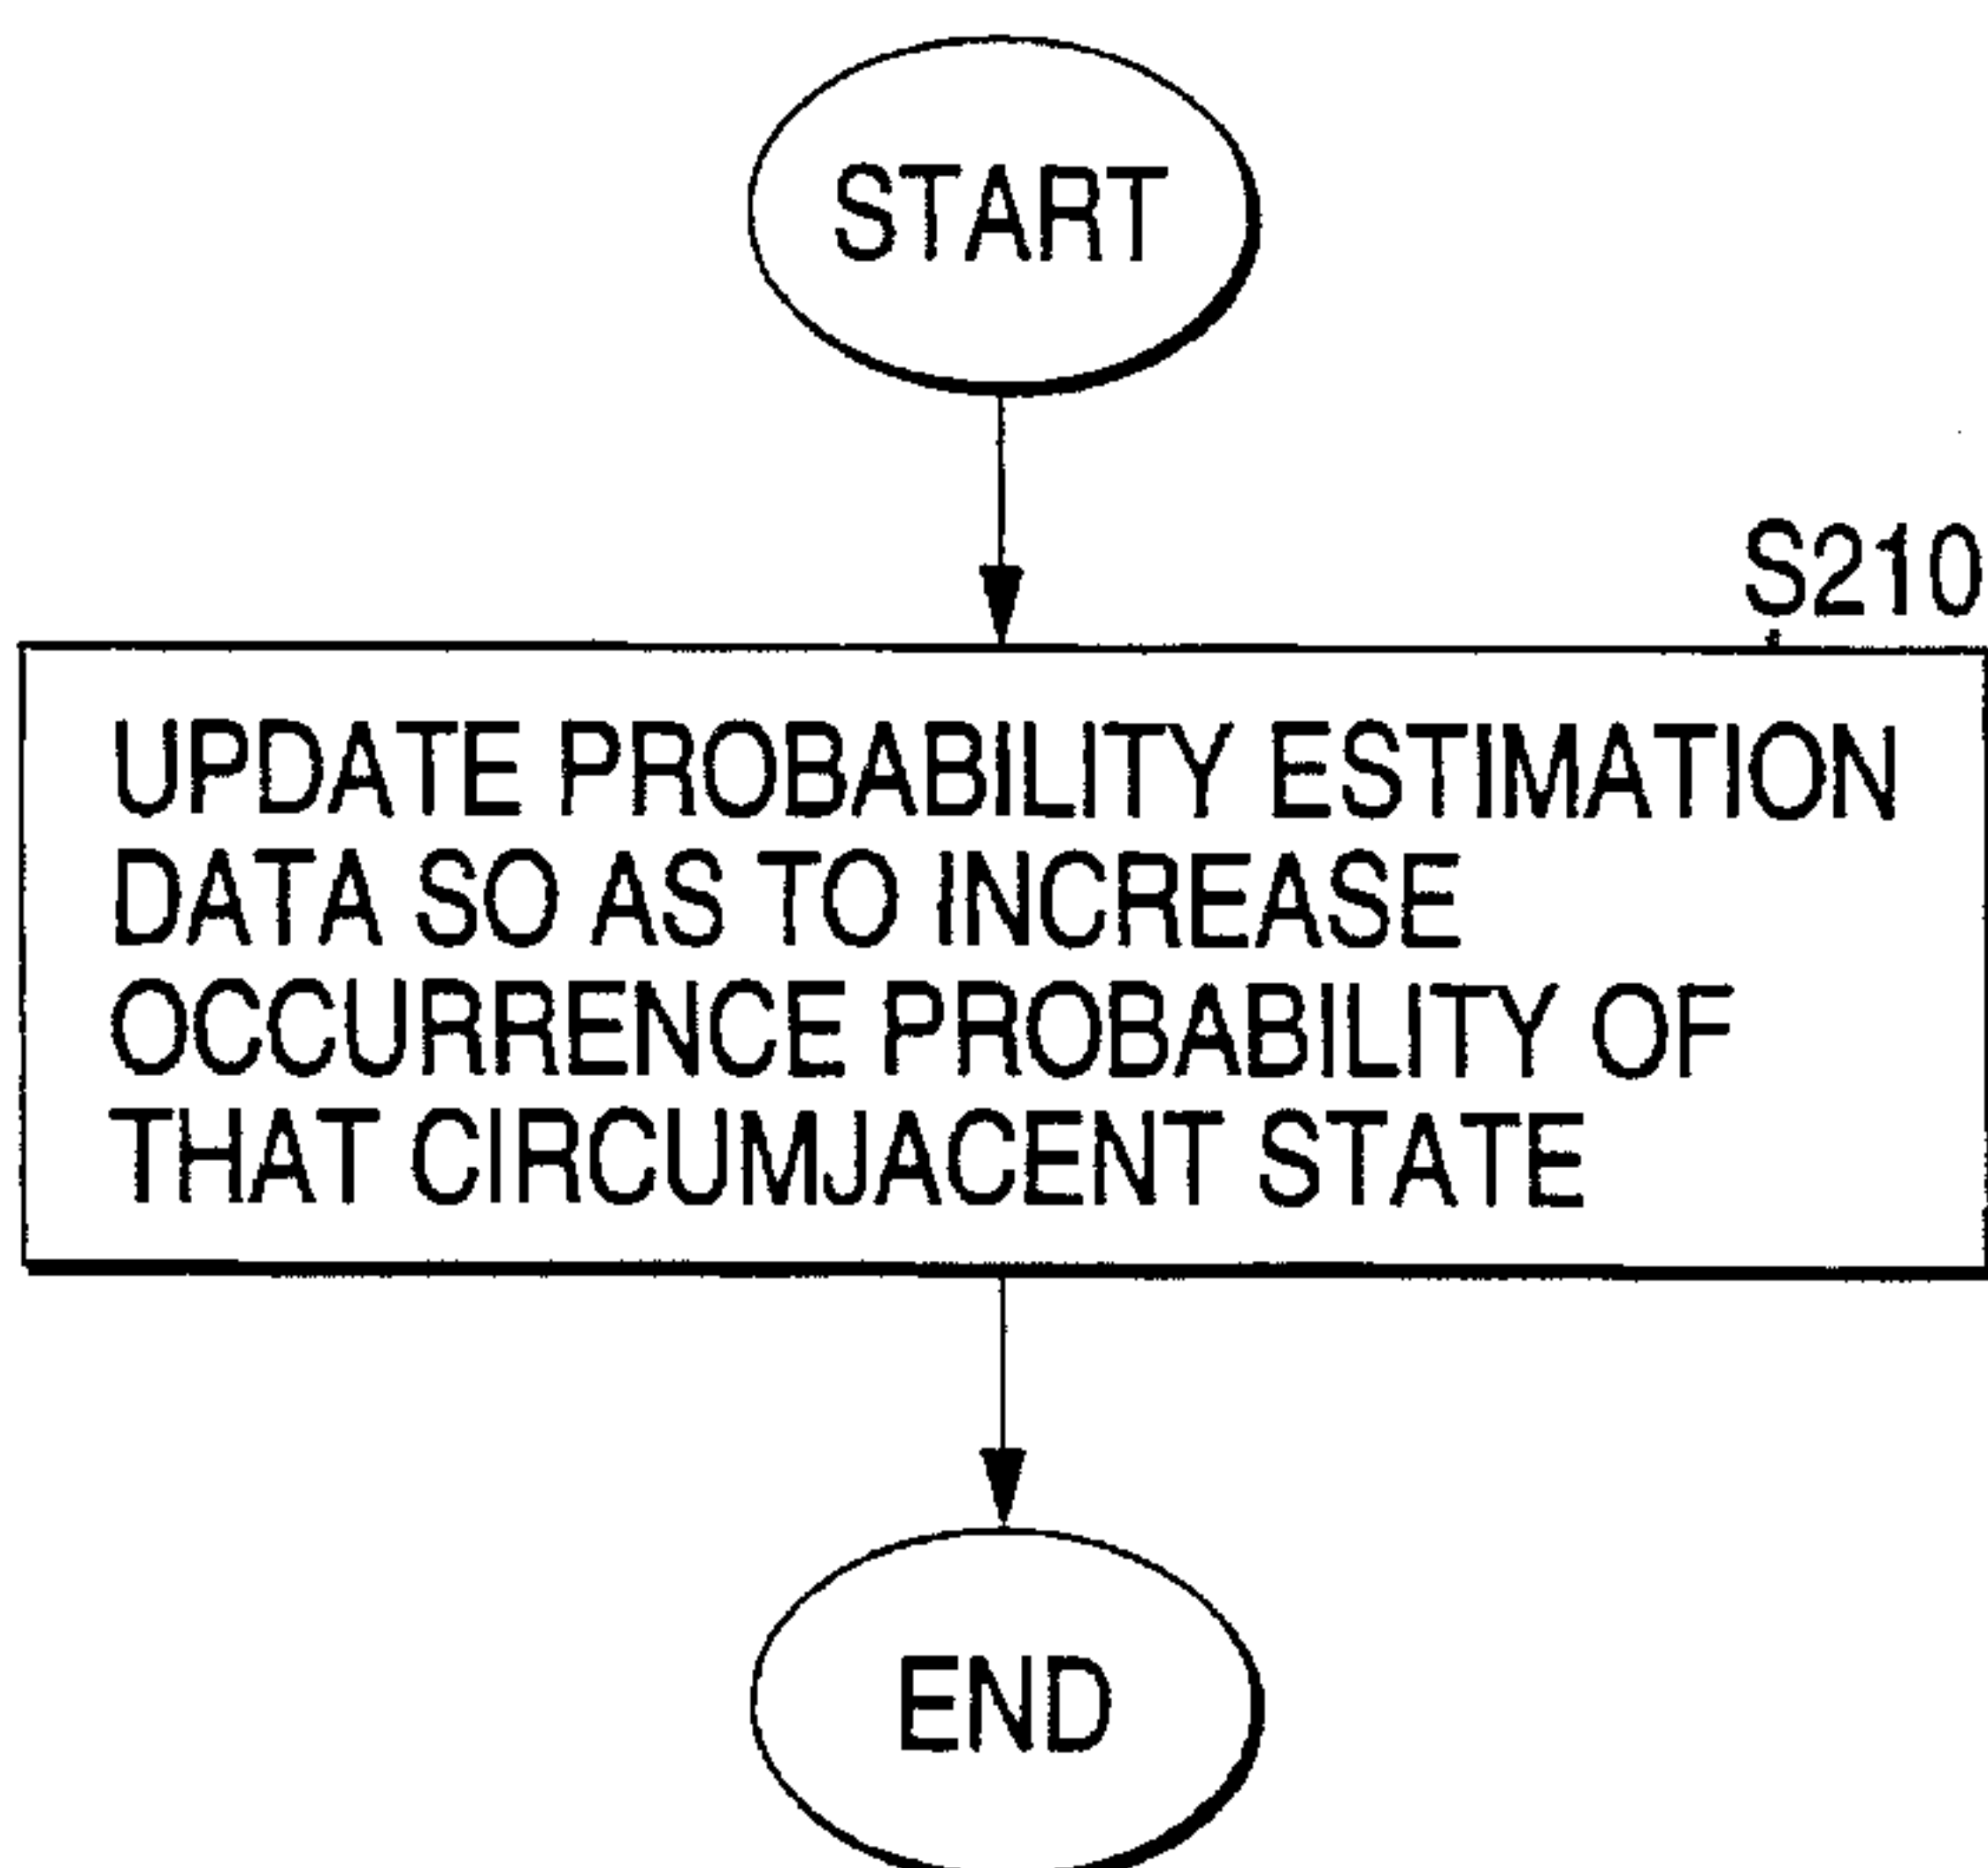 START
S210
UPDATE PROBABILITY ESTIMATION
DATA SO AS TO INCREASE
OCCURRENCE PROBABILITY OF
THAT CIRCUMJACENT STATE
END